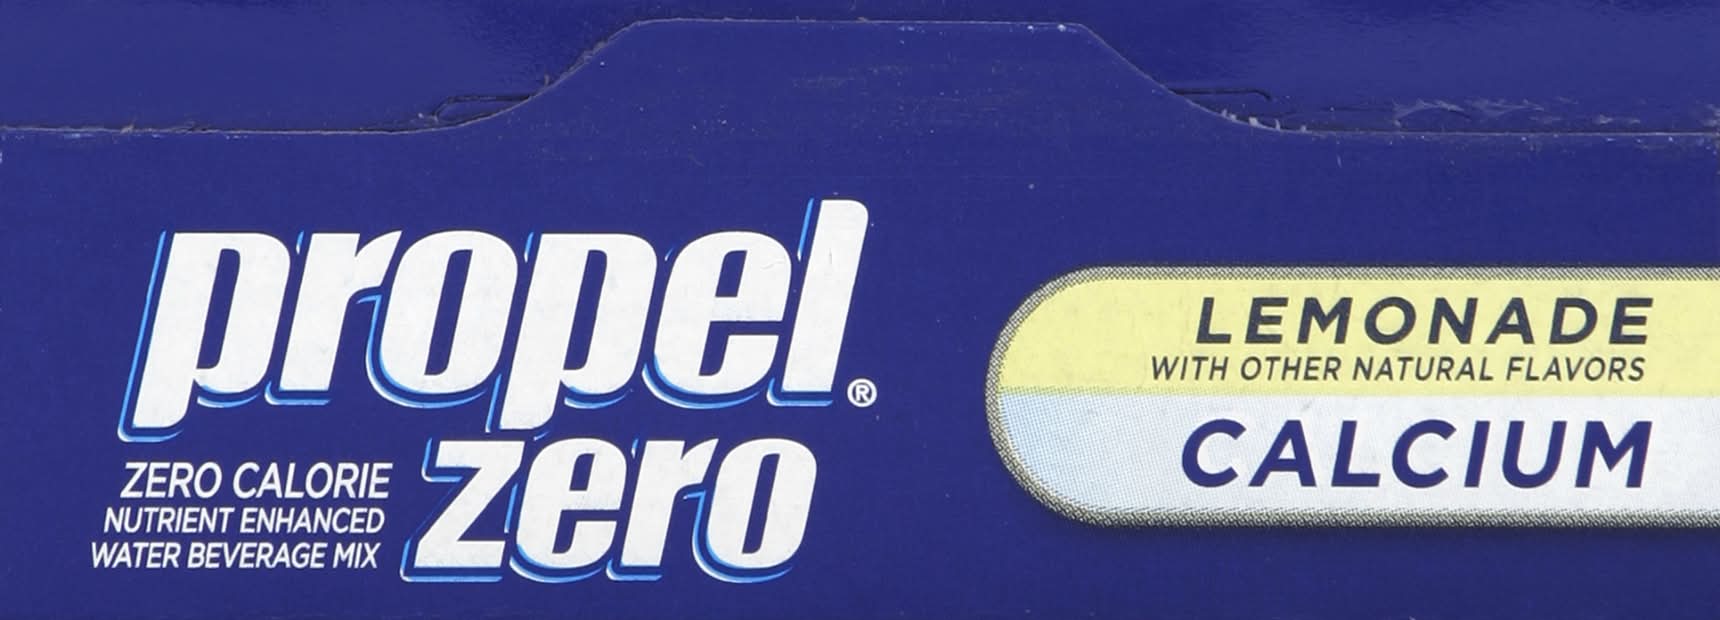 propel®
zero
ZERO CALORIE
NUTRIENT ENHANCED
WATER BEVERAGE MIX
LEMONADE
WITH OTHER NATURAL FLAVORS
CALCIUM